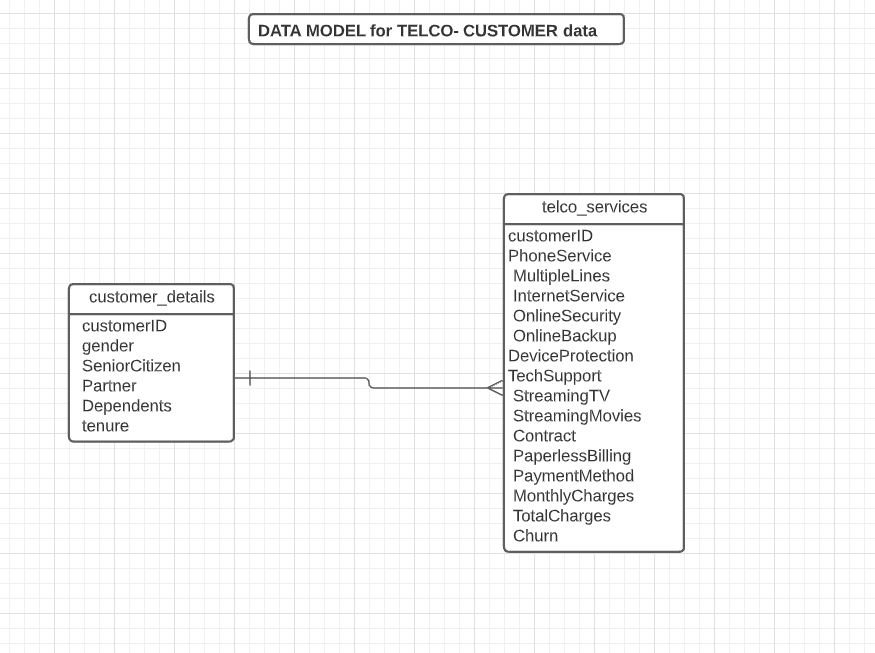 DATA MODEL for TELCO- CUSTOMER data
customer_details
customerID
gender
SeniorCitizen
Partner
Dependents
tenure
telco_services
customerID
PhoneService
MultipleLines
InternetService
OnlineSecurity
OnlineBackup
DeviceProtection
TechSupport
StreamingTV
StreamingMovies
Contract
PaperlessBilling
PaymentMethod
MonthlyCharges
TotalCharges
Churn